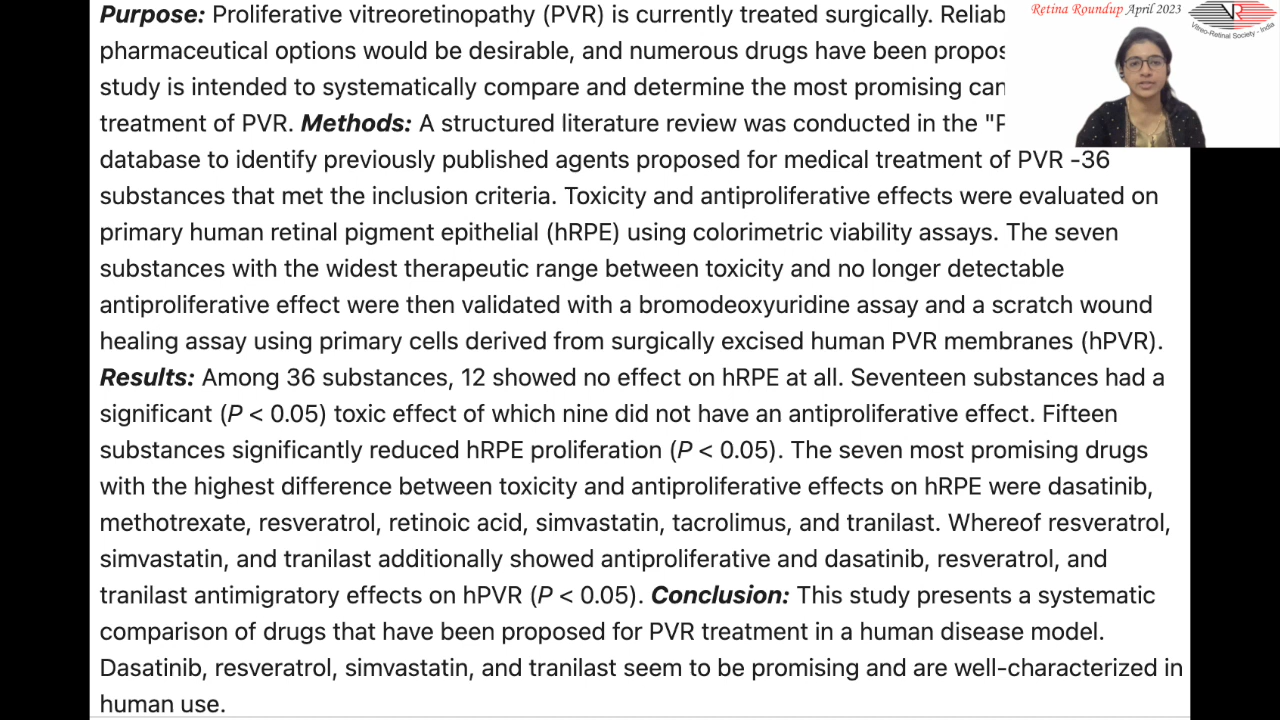 Purpose: Proliferative vitreoretinopathy (PVR) is currently treated surgically. Reliab
pharmaceutical options would be desirable, and numerous drugs have been propos
study is intended to systematically compare and determine the most promising can
treatment of PVR. Methods: A structured literature review was conducted in the "P
database to identify previously published agents proposed for medical treatment of PVR -36
substances that met the inclusion criteria. Toxicity and antiproliferative effects were evaluated on
primary human retinal pigment epithelial (hRPE) using colorimetric viability assays. The seven
substances with the widest therapeutic range between toxicity and no longer detectable
antiproliferative effect were then validated with a bromodeoxyuridine assay and a scratch wound
healing assay using primary cells derived from surgically excised human PVR membranes (hPVR).
Results: Among 36 substances, 12 showed no effect on hRPE at all. Seventeen substances had a
significant (P < 0.05) toxic effect of which nine did not have an antiproliferative effect. Fifteen
substances significantly reduced hRPE proliferation (P < 0.05). The seven most promising drugs
with the highest difference between toxicity and antiproliferative effects on hRPE were dasatinib,
methotrexate, resveratrol, retinoic acid, simvastatin, tacrolimus, and tranilast. Whereof resveratrol,
simvastatin, and tranilast additionally showed antiproliferative and dasatinib, resveratrol, and
tranilast antimigratory effects on hPVR (P < 0.05). Conclusion: This study presents a systematic
comparison of drugs that have been proposed for PVR treatment in a human disease model.
Dasatinib, resveratrol, simvastatin, and tranilast seem to be promising and are well-characterized in
human use.
Retina Roundup April 2023
VR
Vitreo-Retinal Society - India